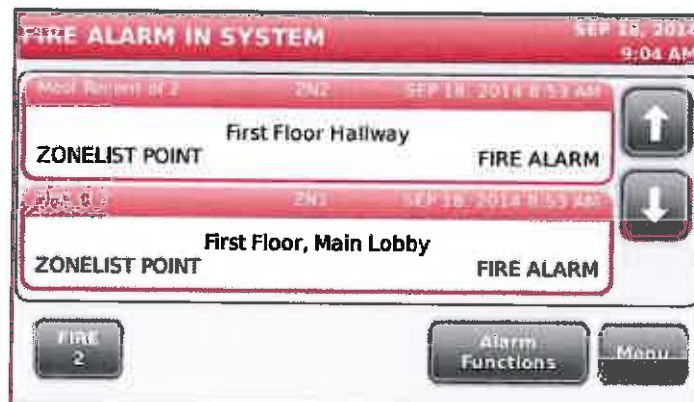 FIRE ALARM IN SYSTEM
SEP 18, 2014
9:04 AM
Most Recent of 2 ZN2 SEP 18, 2014 8:53 AM
First Floor Hallway
ZONELIST POINT FIRE ALARM
ZN1 SEP 18, 2014 8:53 AM
First Floor, Main Lobby
ZONELIST POINT FIRE ALARM
FIRE
2
Alarm
Functions
Menu